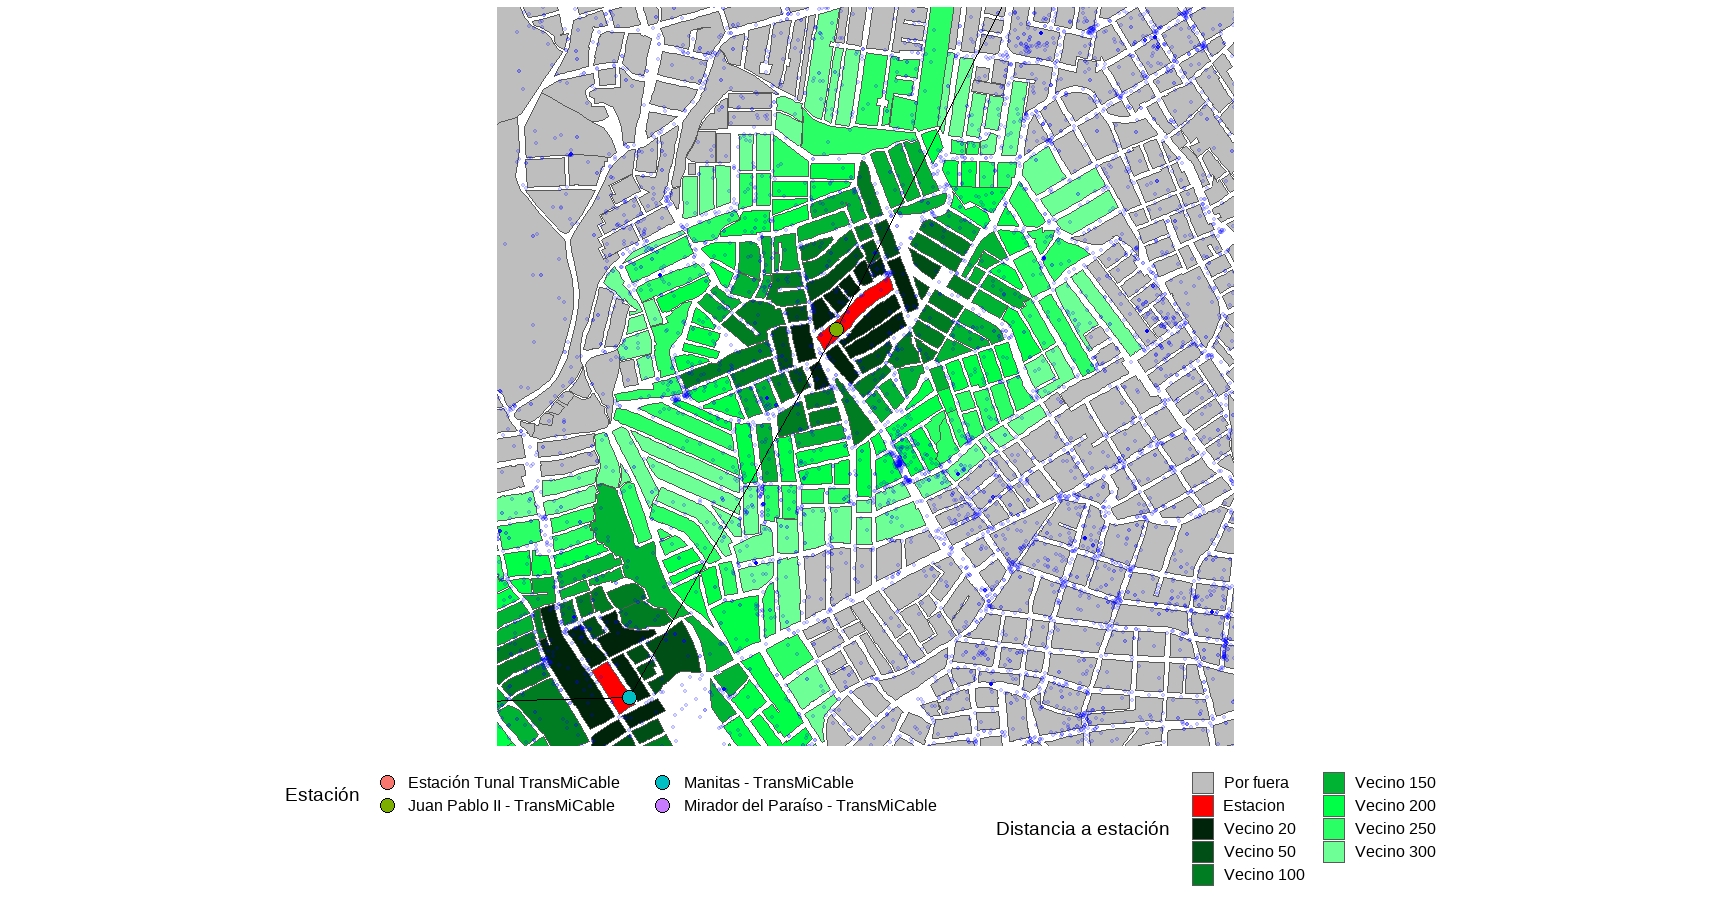 Estación
Estación Tunal TransMiCable
Juan Pablo II - TransMiCable
Manitas - TransMiCable
Mirador del Paraíso - TransMiCable
Distancia a estación
Por fuera
Estacion
Vecino 20
Vecino 50
Vecino 100
Vecino 150
Vecino 200
Vecino 250
Vecino 300